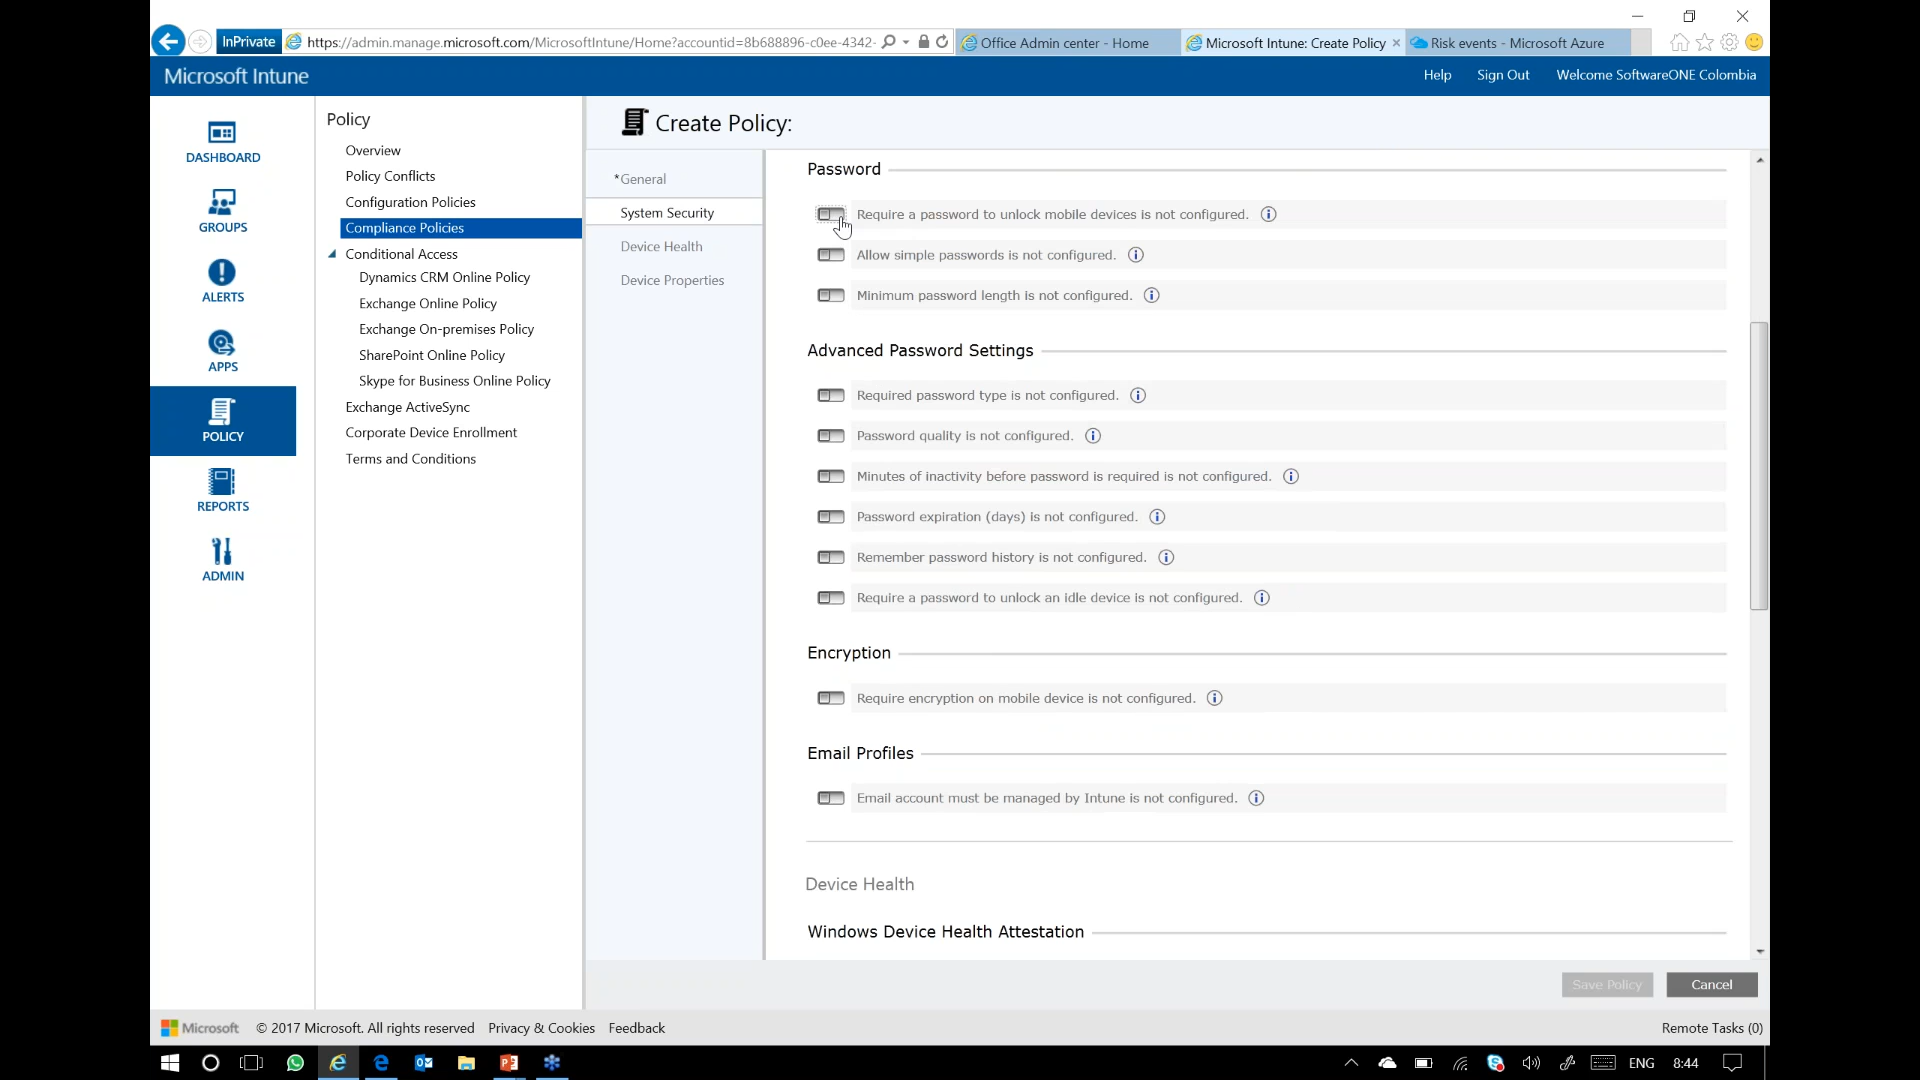 InPrivate
https://admin.manage.microsoft.com/MicrosoftIntune/Home?accountid=8b688896-c0ee-4342-
Office Admin center - Home
Microsoft Intune: Create Policy
Risk events - Microsoft Azure
Microsoft Intune
Help
Sign Out
Welcome SoftwareONE Colombia
DASHBOARD
GROUPS
ALERTS
APPS
POLICY
REPORTS
ADMIN
Policy
Overview
Policy Conflicts
Configuration Policies
Compliance Policies
Conditional Access
Dynamics CRM Online Policy
Exchange Online Policy
Exchange On-premises Policy
SharePoint Online Policy
Skype for Business Online Policy
Exchange ActiveSync
Corporate Device Enrollment
Terms and Conditions
Create Policy:
*General
System Security
Device Health
Device Properties
Password
Require a password to unlock mobile devices is not configured.
Allow simple passwords is not configured.
Minimum password length is not configured.
Advanced Password Settings
Required password type is not configured.
Password quality is not configured.
Minutes of inactivity before password is required is not configured.
Password expiration (days) is not configured.
Remember password history is not configured.
Require a password to unlock an idle device is not configured.
Encryption
Require encryption on mobile device is not configured.
Email Profiles
Email account must be managed by Intune is not configured.
Device Health
Windows Device Health Attestation
Save Policy
Cancel
Microsoft
© 2017 Microsoft. All rights reserved
Privacy & Cookies
Feedback
Remote Tasks (0)
ENG
8:44